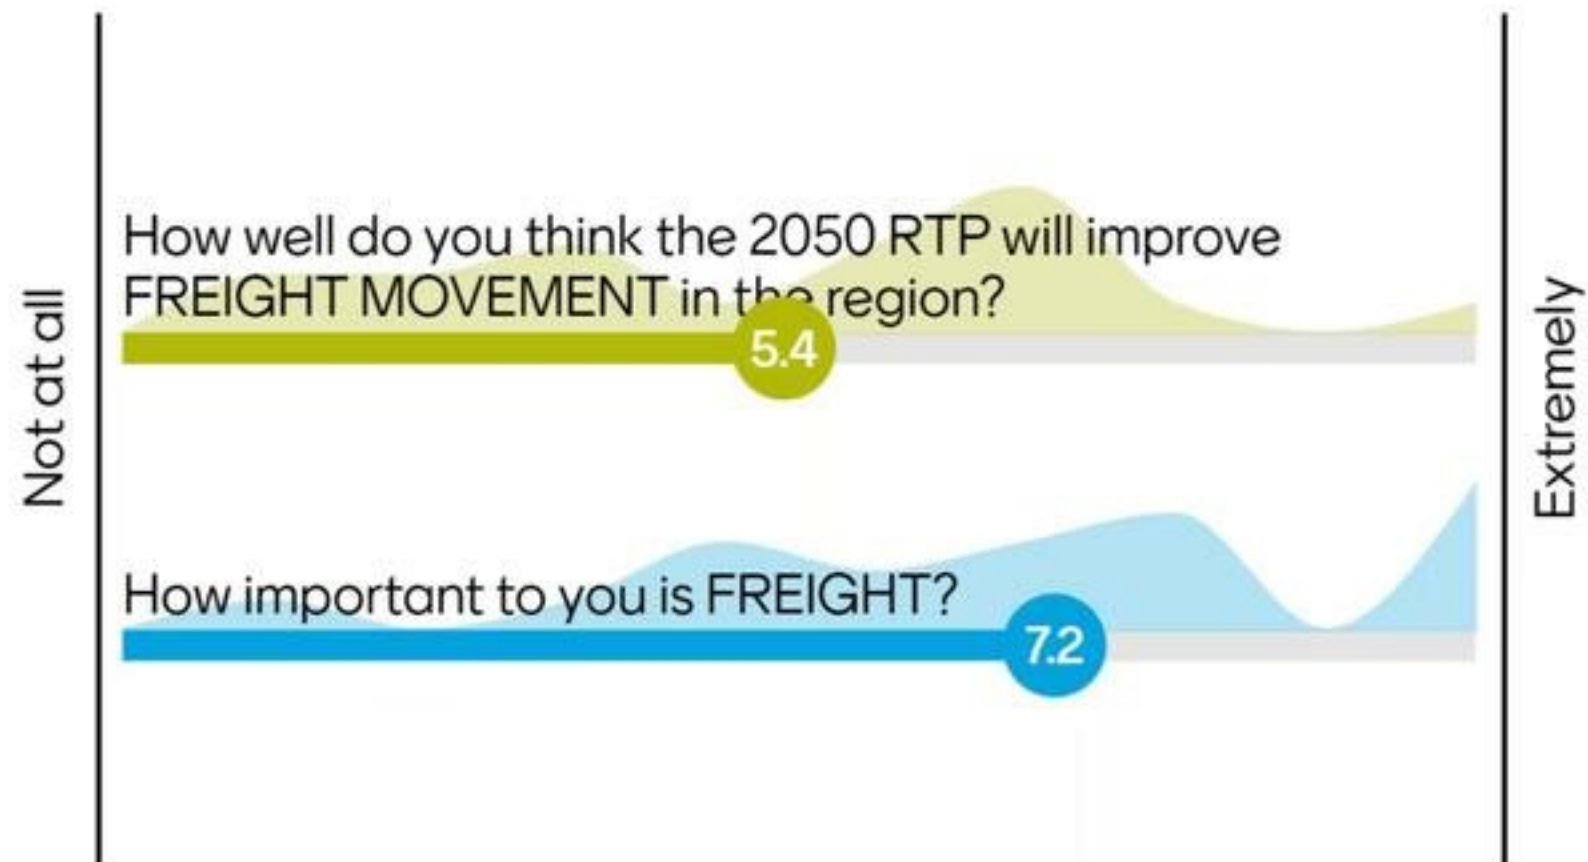 Not at all
How well do you think the 2050 RTP will improve
FREIGHT MOVEMENT in the region?
5.4
How important to you is FREIGHT?
7.2
Extremely